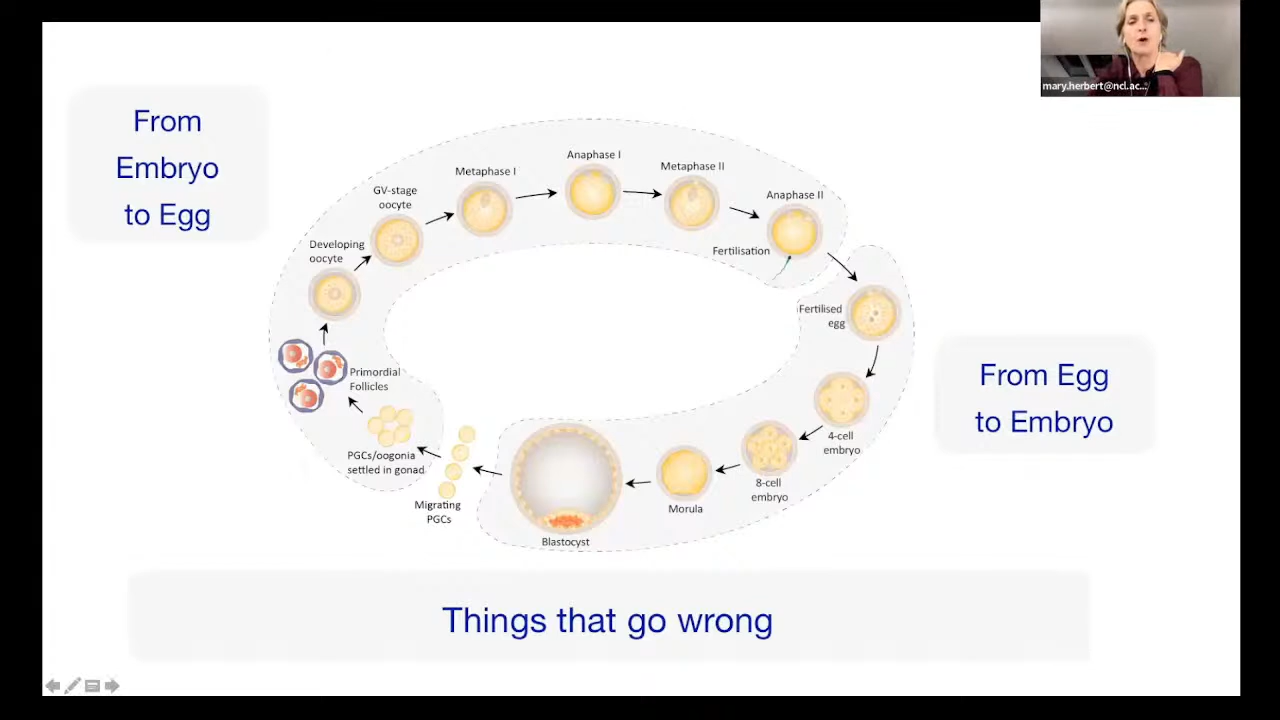 mary.herbert@ncl.ac...
From
Embryo
to Egg
Anaphase I
Metaphase I
Metaphase II
GV-stage
oocyte
Anaphase II
Developing
oocyte
Fertilisation
Fertilised
egg
Primordial
Follicles
From Egg
to Embryo
4-cell
embryo
PGCs/oogonia
settled in gonad
8-cell
embryo
Migrating
PGCs
Morula
Blastocyst
Things that go wrong